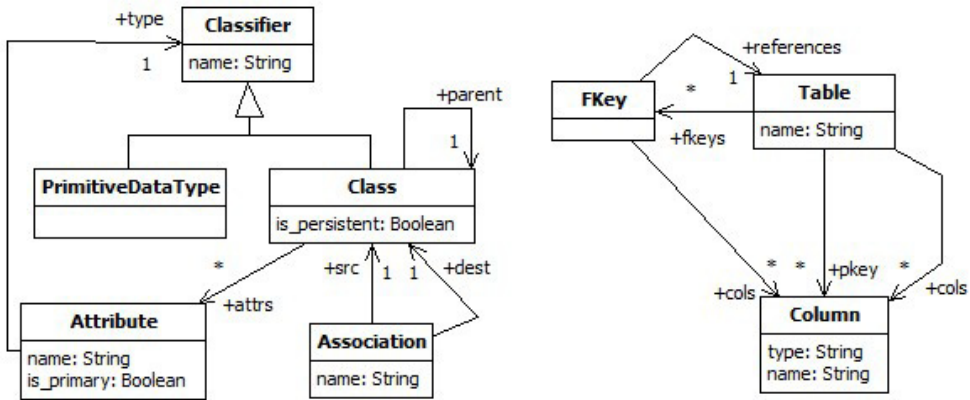 +type
Classifier
1
name: String
+parent
1
PrimitiveDataType
Class
is_persistent: Boolean
*
+src
1
1
+dest
+attrs
Attribute
name: String
is_primary: Boolean
Association
name: String
+references
1
FKey
*
Table
+fkeys
name: String
*
*
+pkey
*
+cols
+cols
Column
type: String
name: String